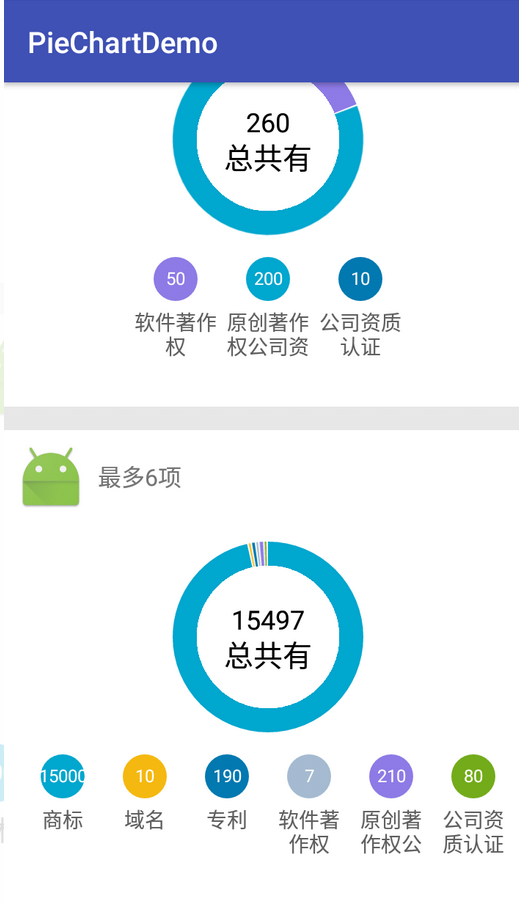 PieChartDemo
260
总共有
50
200
10
软件著作
权
原创著作
权公司资
公司资质
认证
最多6项
15497
总共有
15000
10
190
7
210
80
商标
域名
专利
软件著
作权
原创著
作权公
公司资
质认证